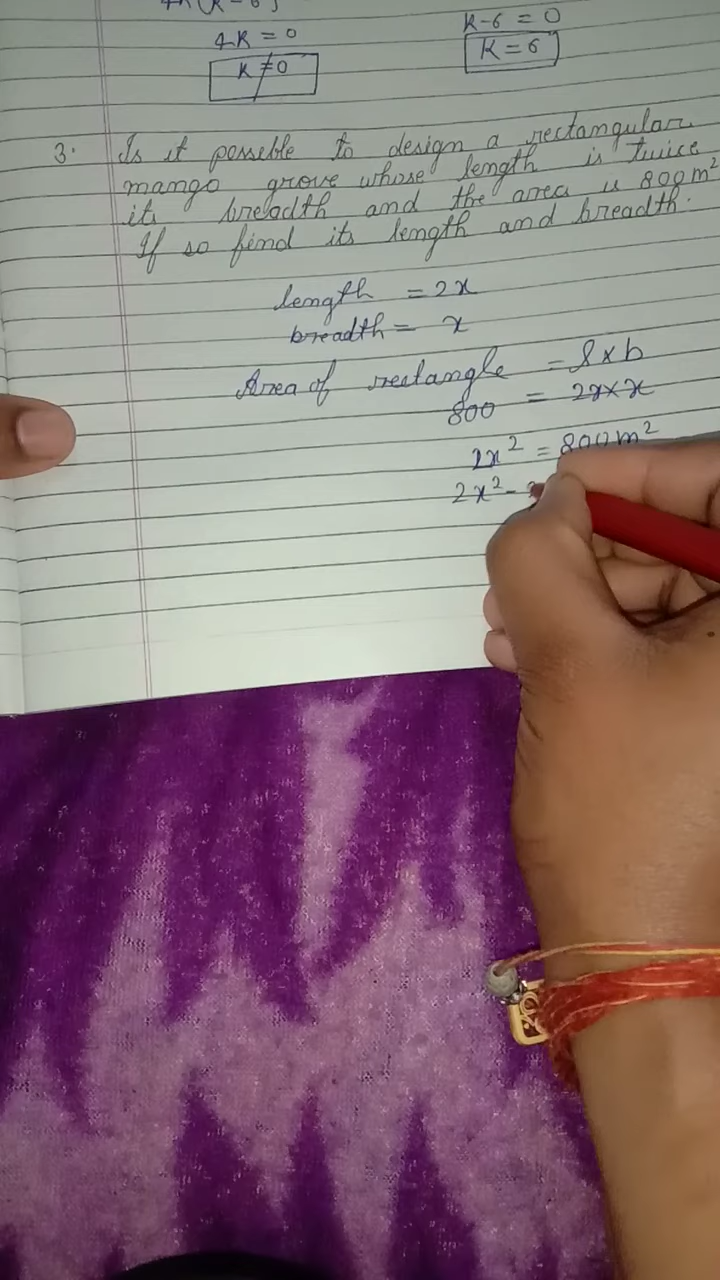 4K = 0
K-6 = 0
K ≠ 0
K = 6
3. Is it possible to design a rectangular
mango grove whose length is twice
its breadth and the area is 800m²
If so find its length and breadth.
length = 2x
breadth = x
Area of rectangle = l×b
800 = 2x×x
2x² = 800m²
2x² -